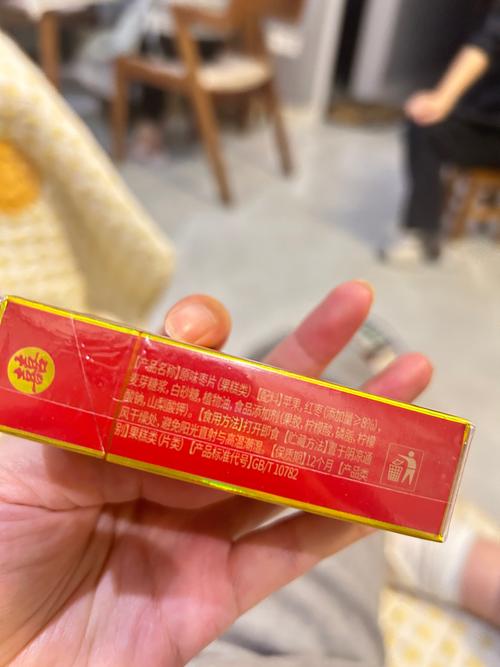 囍
【品名称】原味枣片(果糕类)【配料】苹果,红枣(添加量≥8%),
麦芽糖浆,白砂糖,植物油,食品添加剂(果胶,柠檬酸,磷脂,柠檬
酸钠,山梨酸钾)。【食用方法】打开即食【贮藏方法】置于阴凉通
风干燥处,避免阳光直射与高温潮湿。【保质期】12个月【产品类
别】果糕类(片类)【产品标准代号】GB/T10782